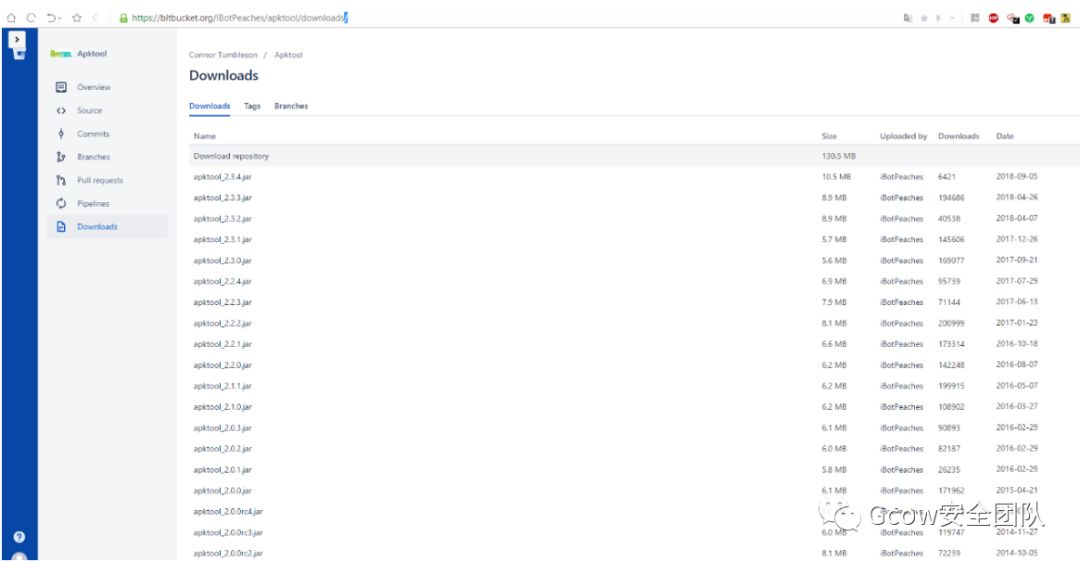 https://bitbucket.org/iBotPeaches/apktool/downloads/
Apktool
Overview
Source
Commits
Branches
Pull requests
Pipelines
Downloads
Connor Tumbleson / Apktool
Downloads
Downloads Tags Branches
Name Size Uploaded by Downloads Date
Download repository 130.5 MB
apktool_2.3.4.jar 10.5 MB iBotPeaches 6421 2018-09-05
apktool_2.3.3.jar 8.9 MB iBotPeaches 194686 2018-04-26
apktool_2.3.2.jar 8.9 MB iBotPeaches 40538 2018-04-07
apktool_2.3.1.jar 5.7 MB iBotPeaches 145606 2017-12-26
apktool_2.3.0.jar 5.6 MB iBotPeaches 169077 2017-09-21
apktool_2.2.4.jar 6.9 MB iBotPeaches 95739 2017-07-29
apktool_2.2.3.jar 7.9 MB iBotPeaches 71144 2017-06-13
apktool_2.2.2.jar 8.1 MB iBotPeaches 200999 2017-01-23
apktool_2.2.1.jar 6.6 MB iBotPeaches 173314 2016-10-18
apktool_2.2.0.jar 6.2 MB iBotPeaches 142248 2016-08-07
apktool_2.1.1.jar 6.2 MB iBotPeaches 199915 2016-05-07
apktool_2.1.0.jar 6.2 MB iBotPeaches 108902 2016-03-27
apktool_2.0.3.jar 6.1 MB iBotPeaches 90893 2016-02-29
apktool_2.0.2.jar 6.0 MB iBotPeaches 82187 2016-02-29
apktool_2.0.1.jar 5.8 MB iBotPeaches 26235 2016-02-29
apktool_2.0.0.jar 6.1 MB iBotPeaches 171962 2015-04-21
apktool_2.0.0rc4.jar
Gcow安全团队
apktool_2.0.0rc3.jar 6.0 MB iBotPeaches 119747 2014-11-27
apktool_2.0.0rc2.jar 8.1 MB iBotPeaches 72239 2014-10-05